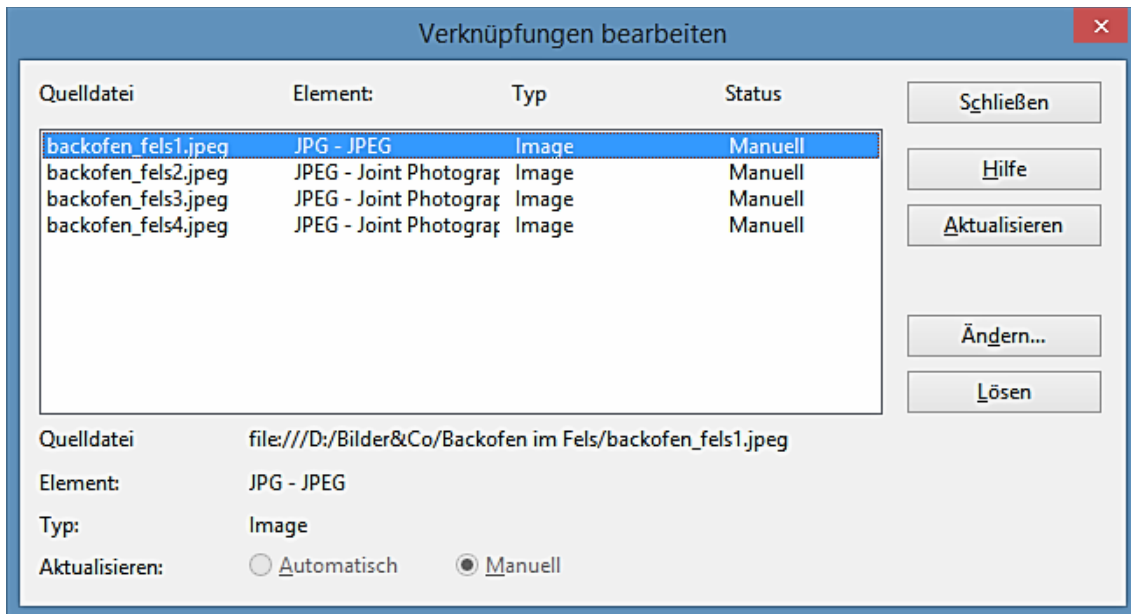 Verknüpfungen bearbeiten
Quelldatei Element: Typ Status
backofen_fels1.jpeg JPG - JPEG Image Manuell
backofen_fels2.jpeg JPEG - Joint Photograp Image Manuell
backofen_fels3.jpeg JPEG - Joint Photograp Image Manuell
backofen_fels4.jpeg JPEG - Joint Photograp Image Manuell
Schließen
Hilfe
Aktualisieren
Ändern...
Lösen
Quelldatei file:///D:/Bilder&Co/Backofen im Fels/backofen_fels1.jpeg
Element: JPG - JPEG
Typ: Image
Aktualisieren: Automatisch Manuell